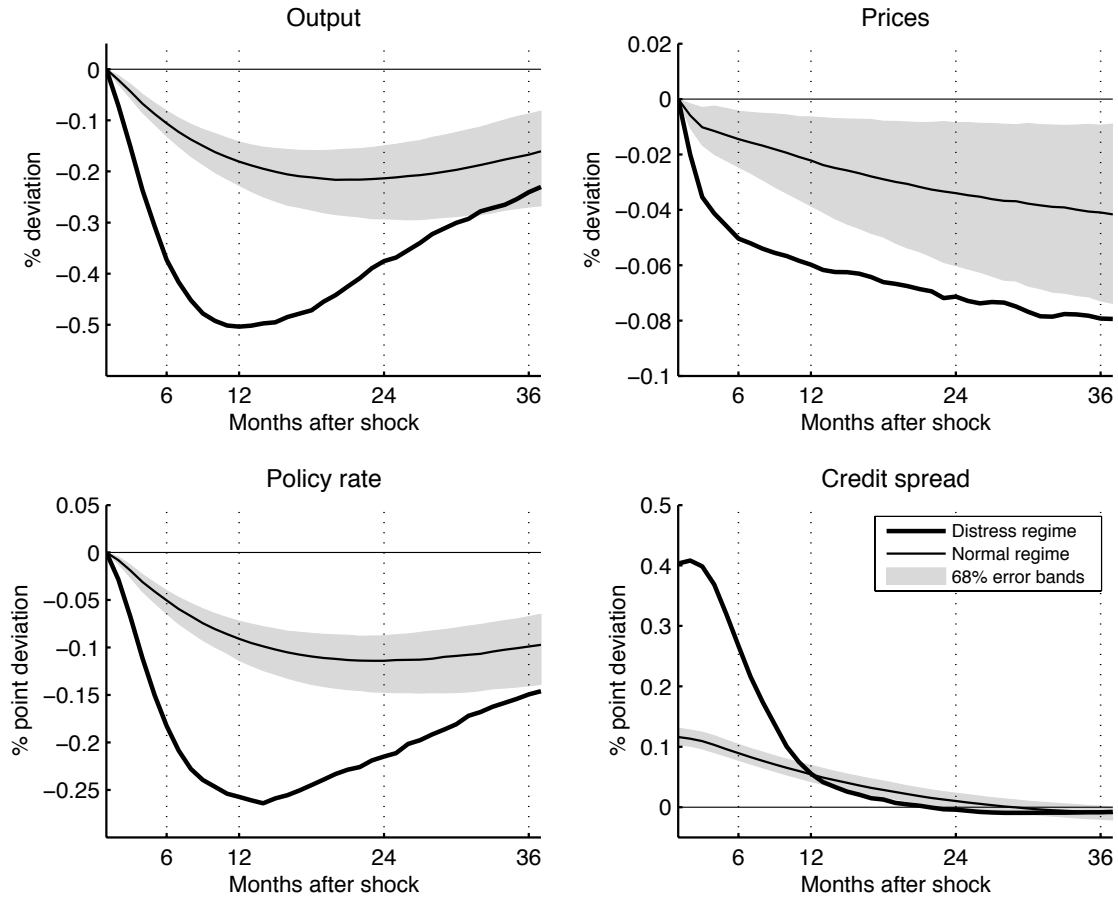 Output
0
−0.1
−0.2
−0.3
−0.4
−0.5
% deviation
6 12 24 36
Months after shock
Prices
0.02
0
−0.02
−0.04
−0.06
−0.08
−0.1
% deviation
6 12 24 36
Months after shock
Policy rate
0.05
0
−0.05
−0.1
−0.15
−0.2
−0.25
% point deviation
6 12 24 36
Months after shock
Credit spread
0.5
0.4
0.3
0.2
0.1
0
% point deviation
Distress regime
Normal regime
68% error bands
6 12 24 36
Months after shock